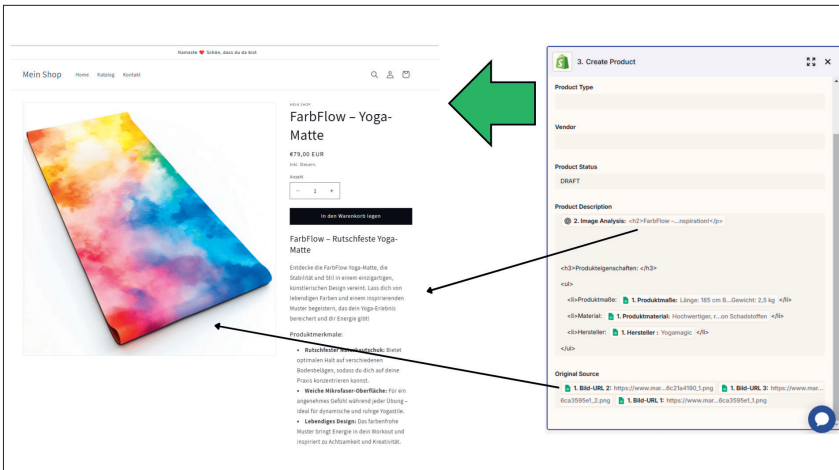 Namaste ❤️ Schön, dass du da bist
Mein Shop
Home
Katalog
Kontakt
MEIN SHOP
FarbFlow – Yoga-
Matte
€79,00 EUR
Inkl. Steuern.
Anzahl
− 1 +
In den Warenkorb legen
FarbFlow – Rutschfeste Yoga-
Matte
Entdecke die FarbFlow Yoga-Matte, die
Stabilität und Stil in einem einzigartigen,
künstlerischen Design vereint. Lass dich von
lebendigen Farben und einem inspirierenden
Muster begeistern, das dein Yoga-Erlebnis
bereichert und dir Energie gibt!
Produktmerkmale:
• Rutschfester Naturkautschuk: Bietet
optimalen Halt auf verschiedenen
Bodenbelägen, sodass du dich auf deine
Praxis konzentrieren kannst.
• Weiche Mikrofaser-Oberfläche: Für ein
angenehmes Gefühl während jeder Übung –
ideal für dynamische und ruhige Yogastile.
• Lebendiges Design: Das farbenfrohe
Muster bringt Energie in dein Workout und
inspiriert zu Achtsamkeit und Kreativität.
3. Create Product
Product Type
Vendor
Product Status
DRAFT
Product Description
2. Image Analysis: <h2>FarbFlow –...nspiration!</p>
<h3>Produkteigenschaften: </h3>
<ul>
<li>Produktmaße: 1. Produktmaße: Länge: 185 cm B...Gewicht: 2,5 kg </li>
<li>Material: 1. Produktmaterial: Hochwertiger, r...on Schadstoffen </li>
<li>Hersteller: 1. Hersteller : Yogamagic </li>
</ul>
Original Source
1. Bild-URL 2: https://www.mar...6c21a4190_1.png 1. Bild-URL 3: https://www.mar...
6ca3595e1_2.png 1. Bild-URL 1: https://www.mar...6ca3595e1_1.png